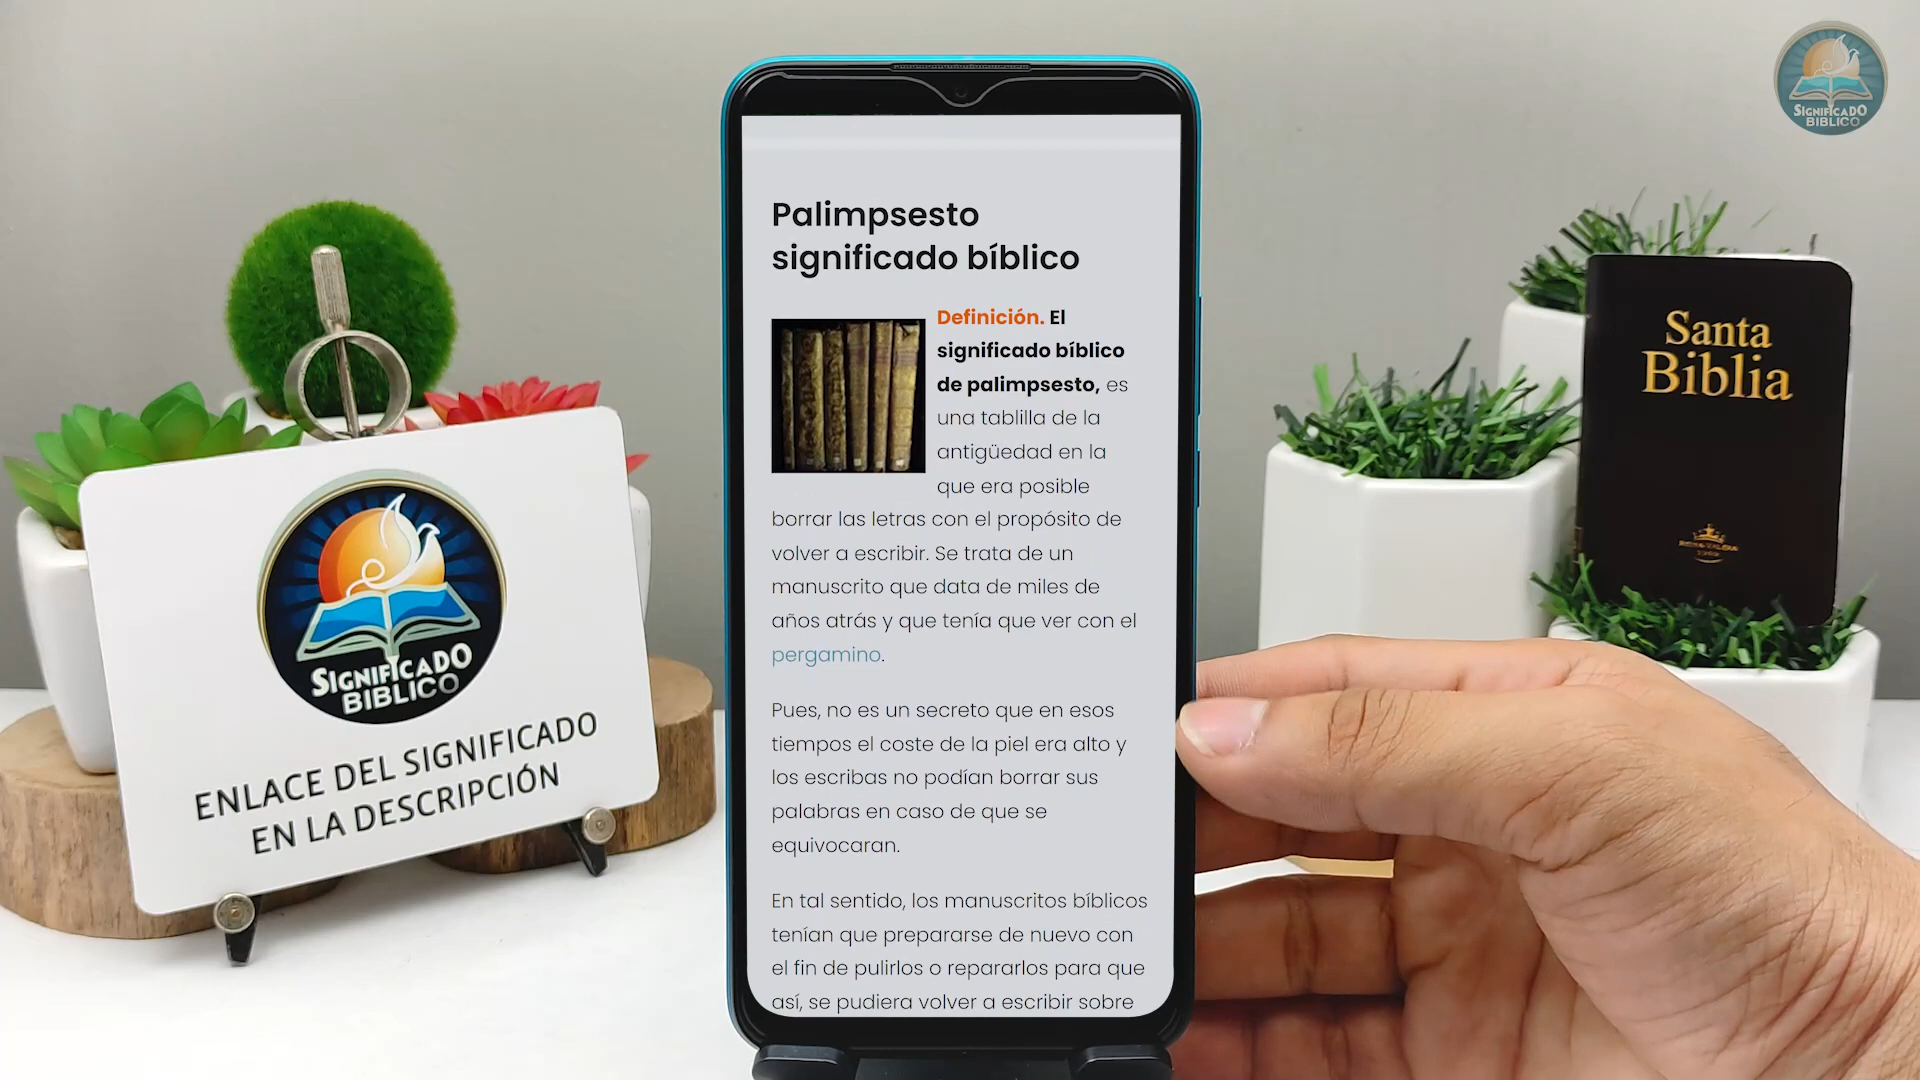 SIGNIFICADO
BIBLICO
Palimpsesto
significado bíblico
Definición. El
significado bíblico
de palimpsesto, es
una tablilla de la
antigüedad en la
que era posible
borrar las letras con el propósito de
volver a escribir. Se trata de un
manuscrito que data de miles de
años atrás y que tenía que ver con el
pergamino.
Pues, no es un secreto que en esos
tiempos el coste de la piel era alto y
los escribas no podían borrar sus
palabras en caso de que se
equivocaran.
En tal sentido, los manuscritos bíblicos
tenían que prepararse de nuevo con
el fin de pulirlos o repararlos para que
así, se pudiera volver a escribir sobre
SIGNIFICADO
BIBLICO
ENLACE DEL SIGNIFICADO
EN LA DESCRIPCIÓN
Santa
Biblia
REINA-VALERA